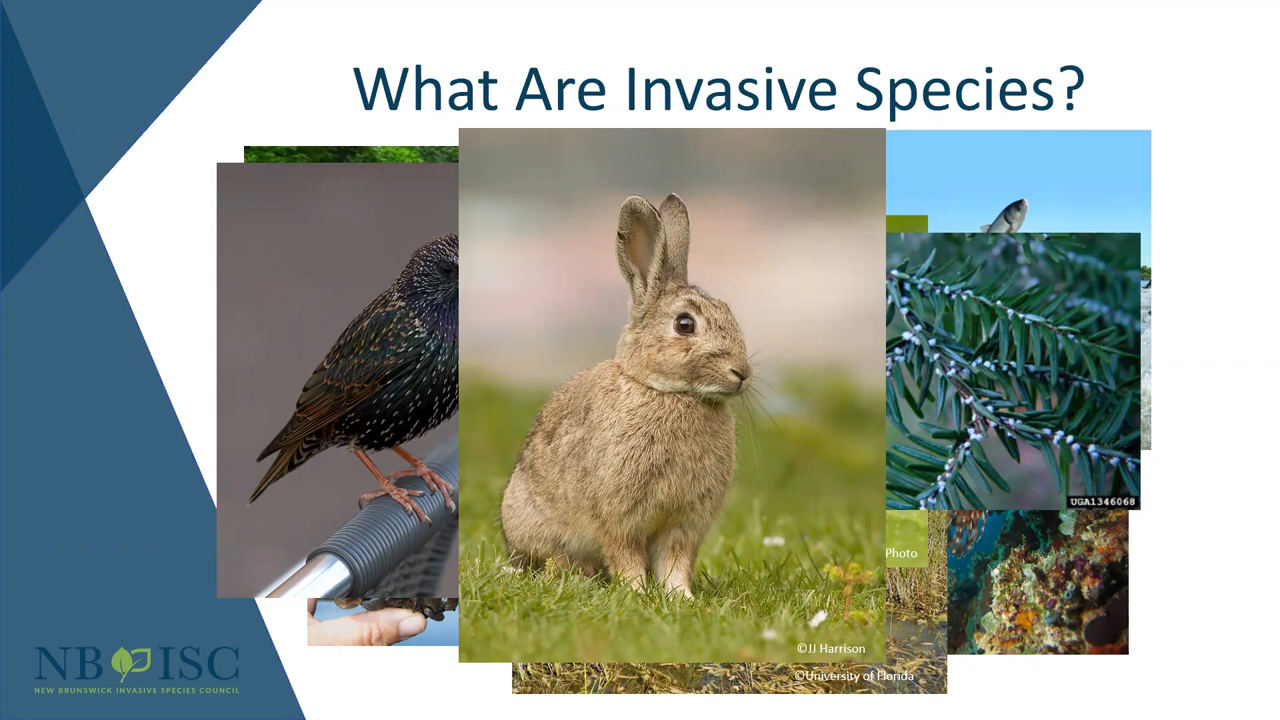 What Are Invasive Species?
UGA1346068
Photo
©JJ Harrison
©University of Florida
NB ISC
NEW BRUNSWICK INVASIVE SPECIES COUNCIL